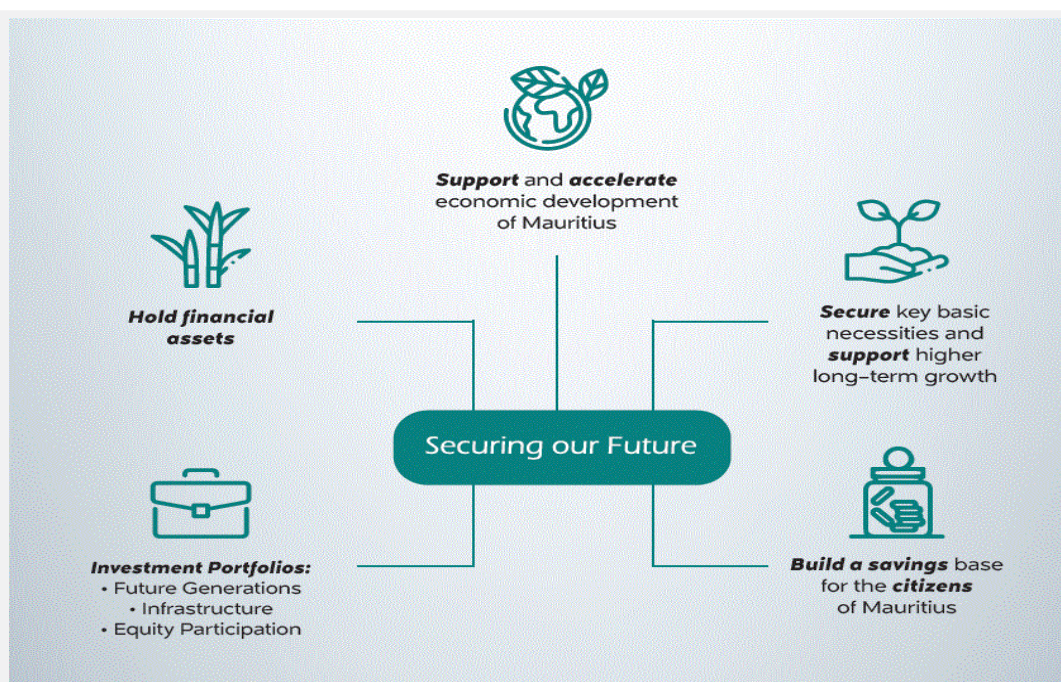 Support and accelerate
economic development
of Mauritius
Hold financial
assets
Secure key basic
necessities and
support higher
long-term growth
Securing our Future
Investment Portfolios:
• Future Generations
• Infrastructure
• Equity Participation
Build a savings base
for the citizens
of Mauritius